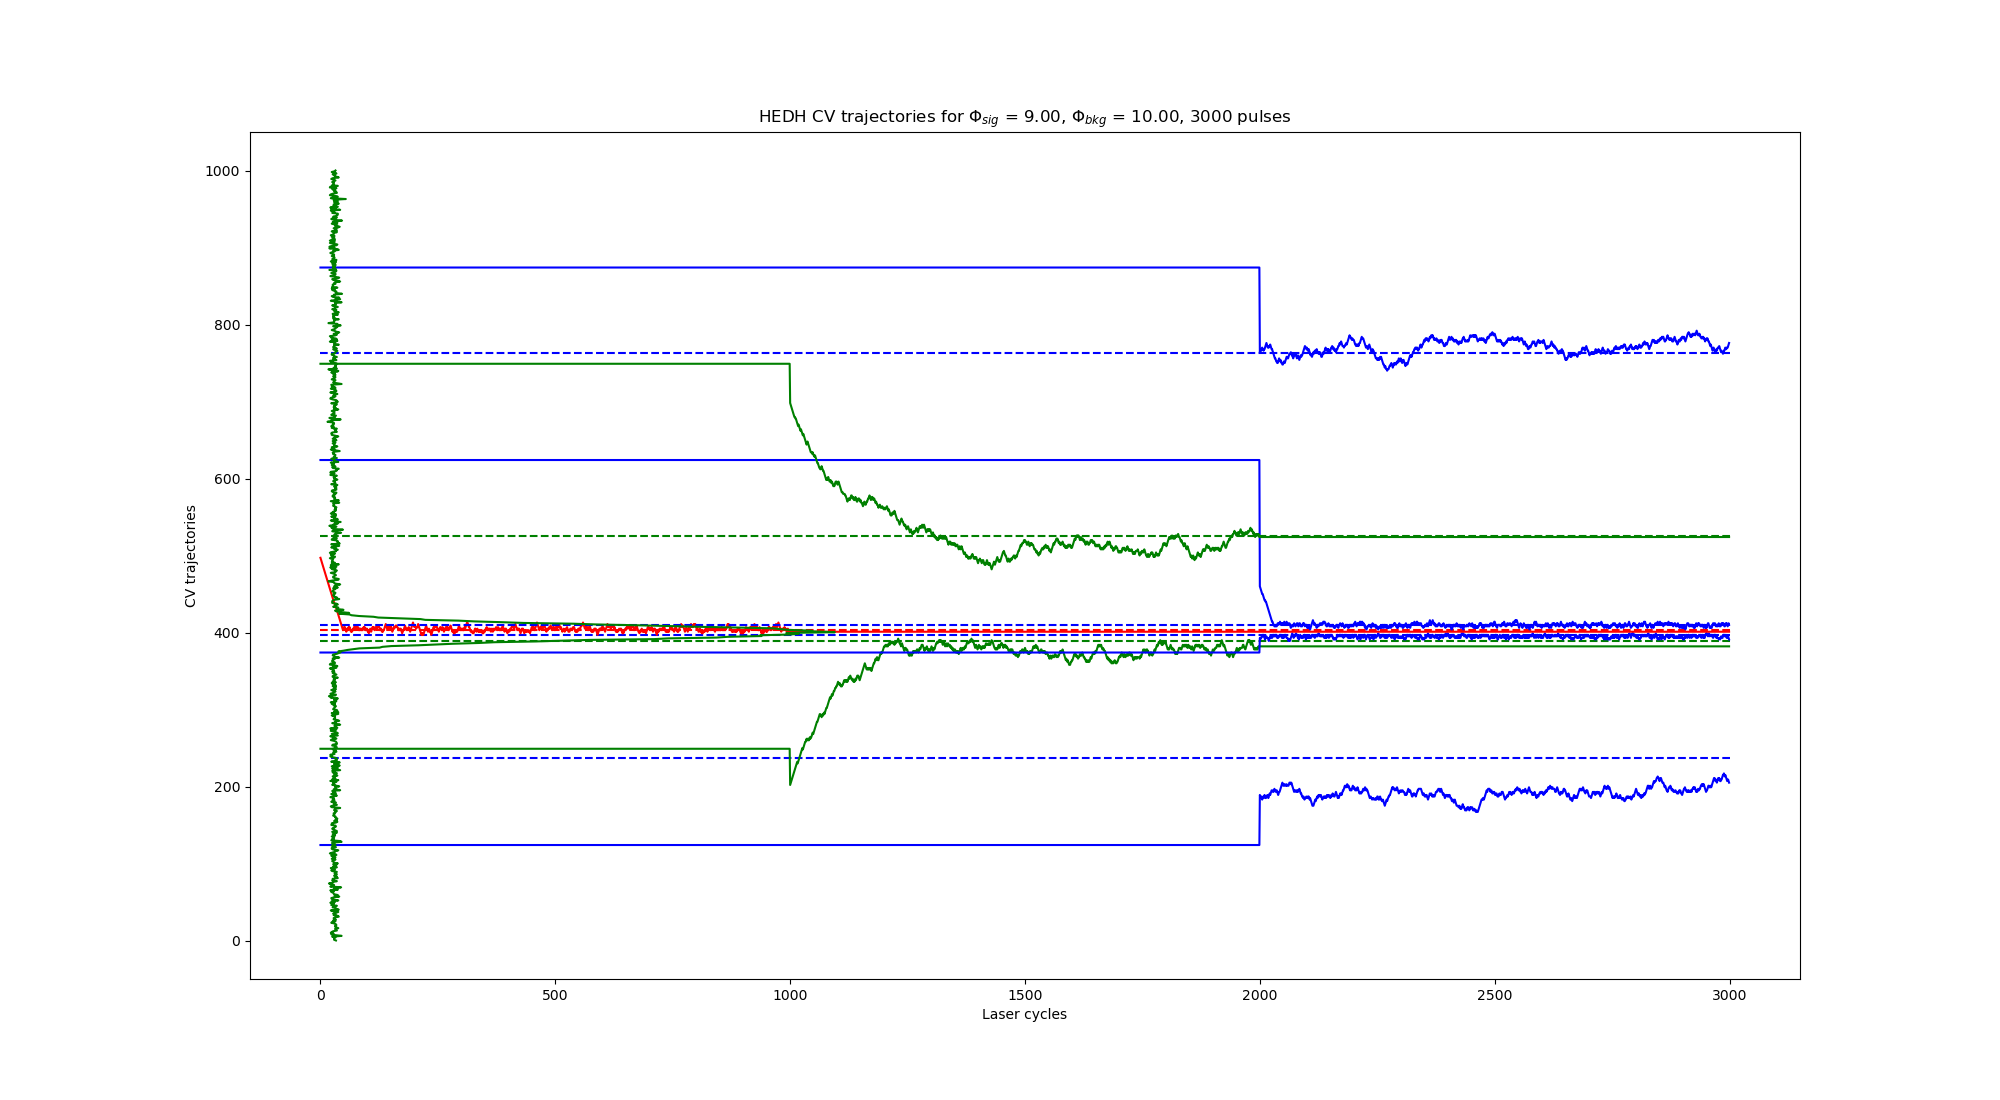 HEDH CV trajectories for Φsig = 9.00, Φbkg = 10.00, 3000 pulses
1000
800
600
400
200
0
CV trajectories
0 500 1000 1500 2000 2500 3000
Laser cycles